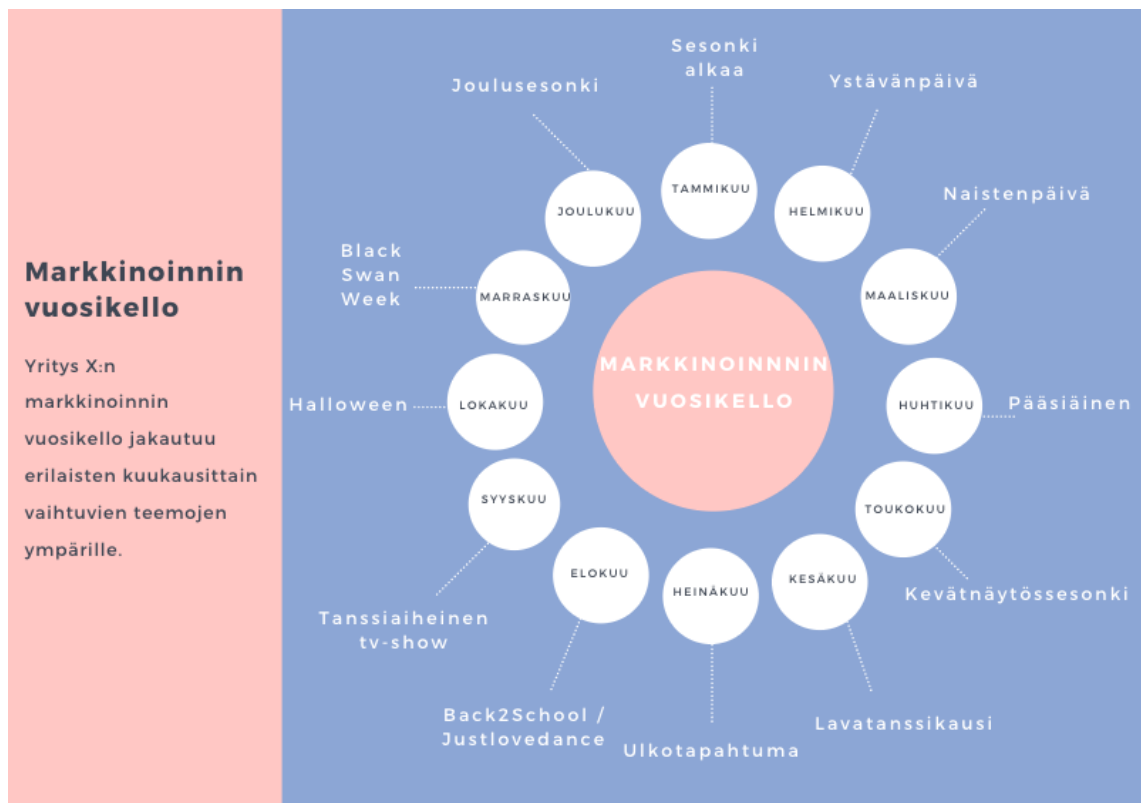 Markkinoinnin
vuosikello
Yritys X:n
markkinoinnin
vuosikello jakautuu
erilaisten kuukausittain
vaihtuvien teemojen
ympärille.
MARKKINOINNNIN
VUOSIKELLO
Sesonki
alkaa
TAMMIKUU
Ystävänpäivä
HELMIKUU
Naistenpäivä
MAALISKUU
Pääsiäinen
HUHTIKUU
Kevätnäytössesonki
TOUKOKUU
Lavatanssikausi
KESÄKUU
Ulkotapahtuma
HEINÄKUU
Back2School /
Justlovedance
ELOKUU
Tanssiaiheinen
tv-show
SYYSKUU
Halloween
LOKAKUU
Black
Swan
Week
MARRASKUU
Joulusesonki
JOULUKUU